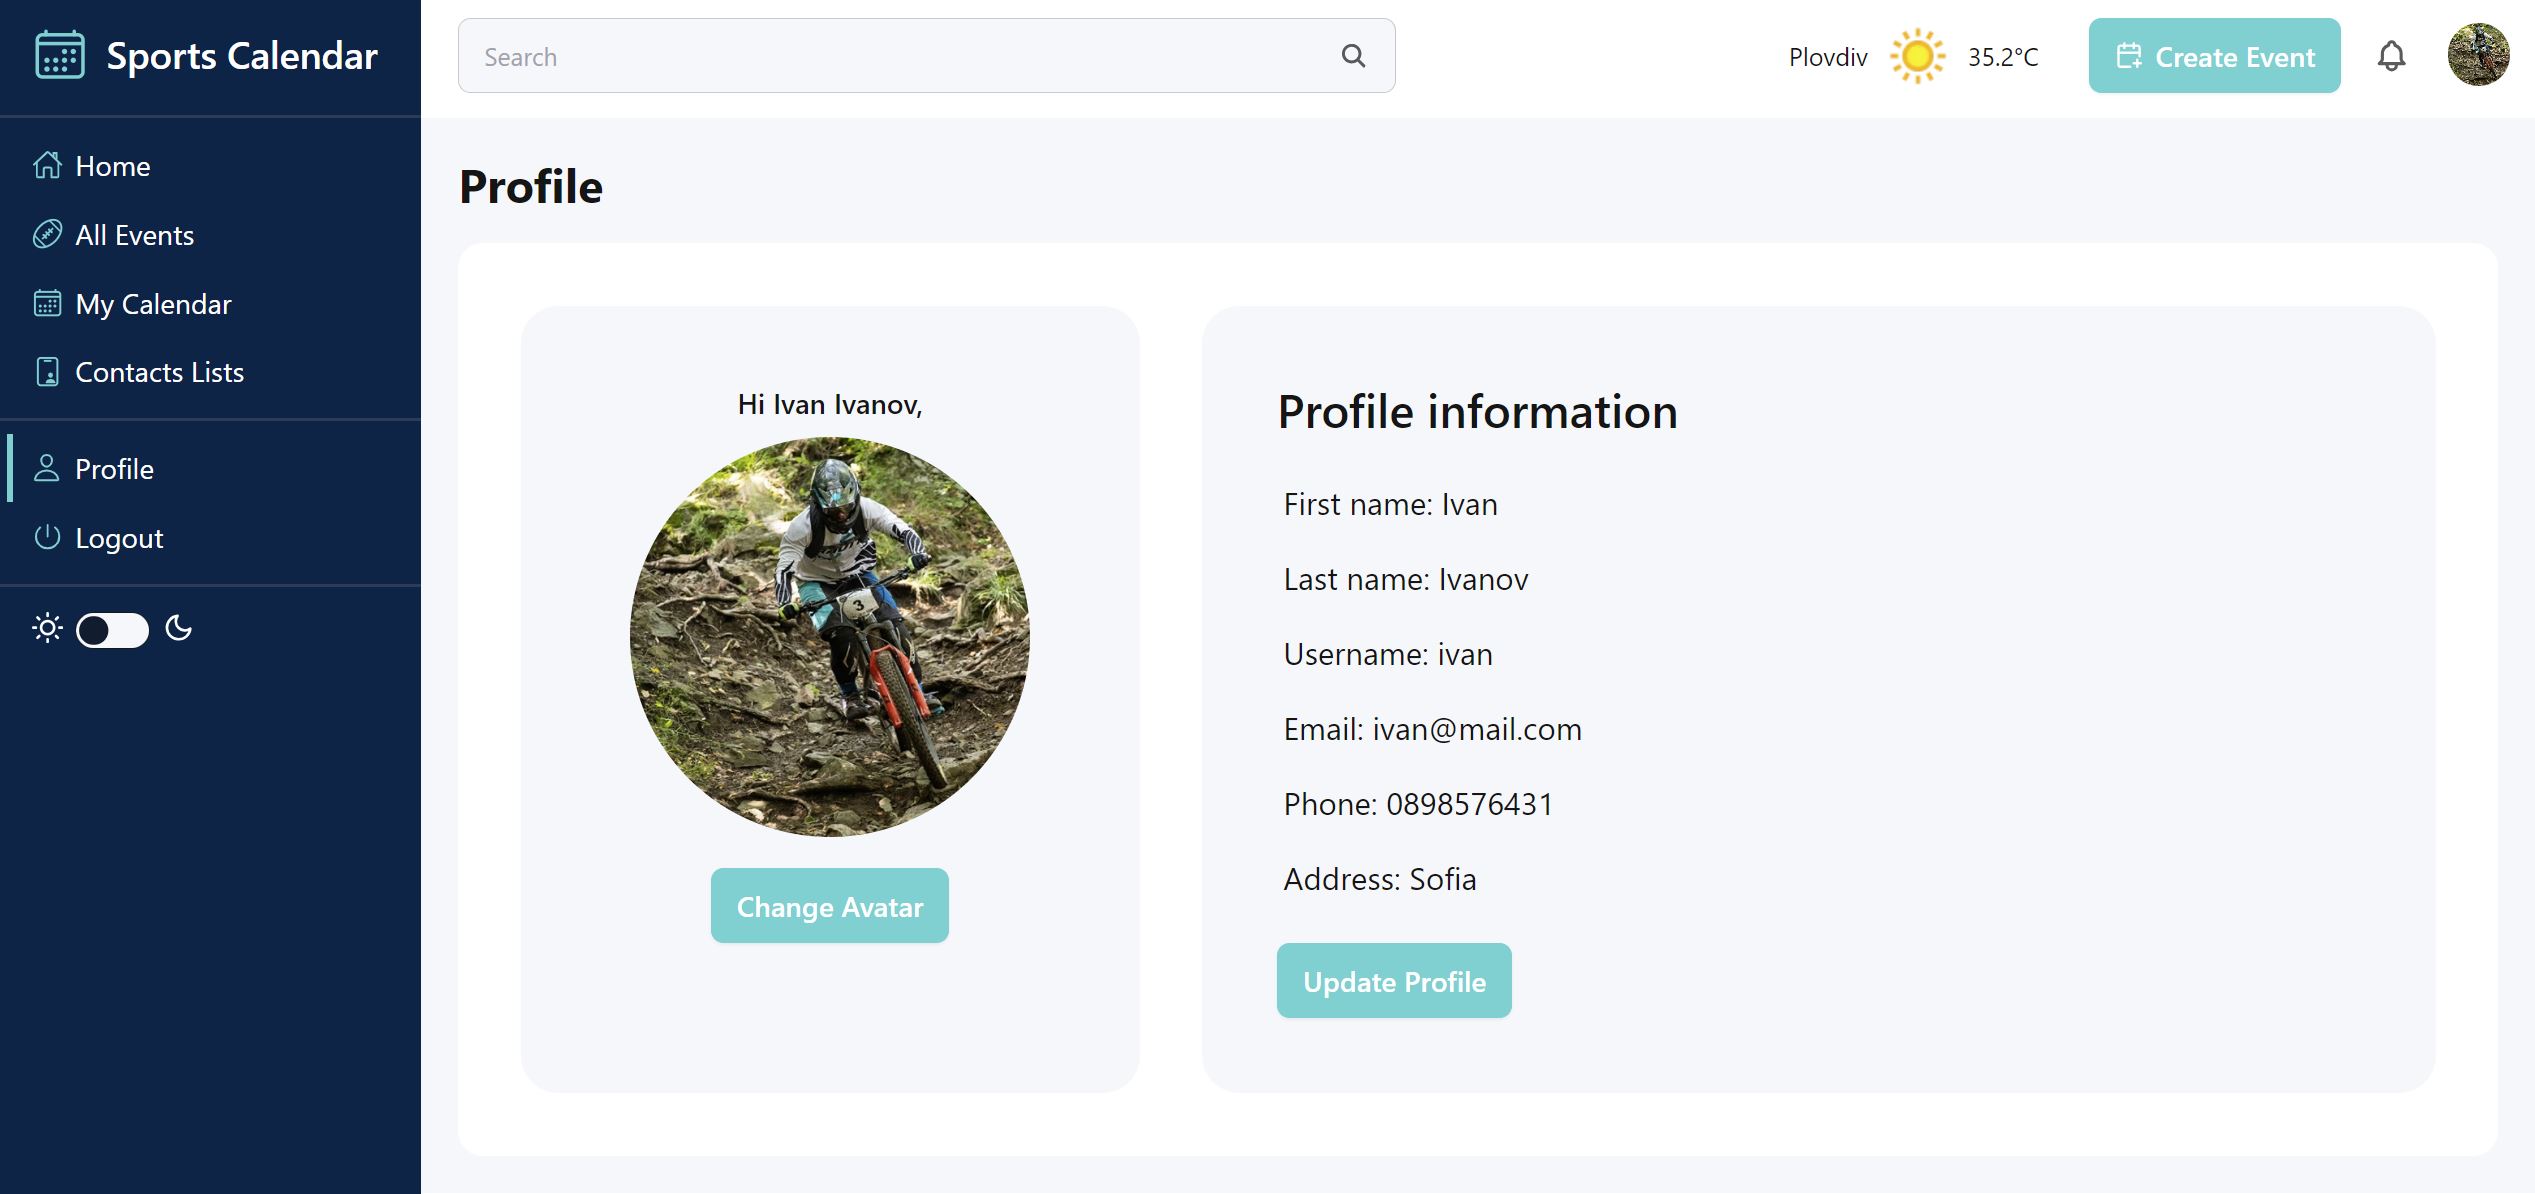 Sports Calendar
Search
Plovdiv 35.2°C
Create Event
Home
All Events
My Calendar
Contacts Lists
Profile
Logout
Profile
Hi Ivan Ivanov,
3
Change Avatar
Profile information
First name: Ivan
Last name: Ivanov
Username: ivan
Email: ivan@mail.com
Phone: 0898576431
Address: Sofia
Update Profile